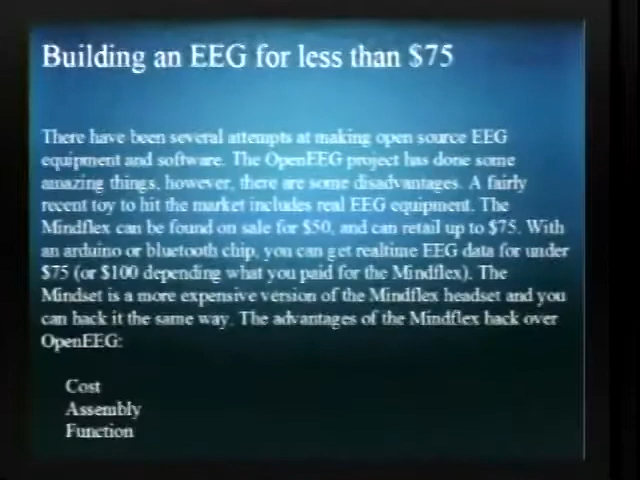 Building an EEG for less than $75
There have been several attempts at making open source EEG
equipment and software. The OpenEEG project has done some
amazing things, however, there are some disadvantages. A fairly
recent toy to hit the market includes real EEG equipment. The
Mindflex can be found on sale for $50, and can retail up to $75. With
an arduino or bluetooth chip, you can get realtime EEG data for under
$75 (or $100 depending what you paid for the Mindflex). The
Mindset is a more expensive version of the Mindflex headset and you
can hack it the same way. The advantages of the Mindflex hack over
OpenEEG:
Cost
Assembly
Function